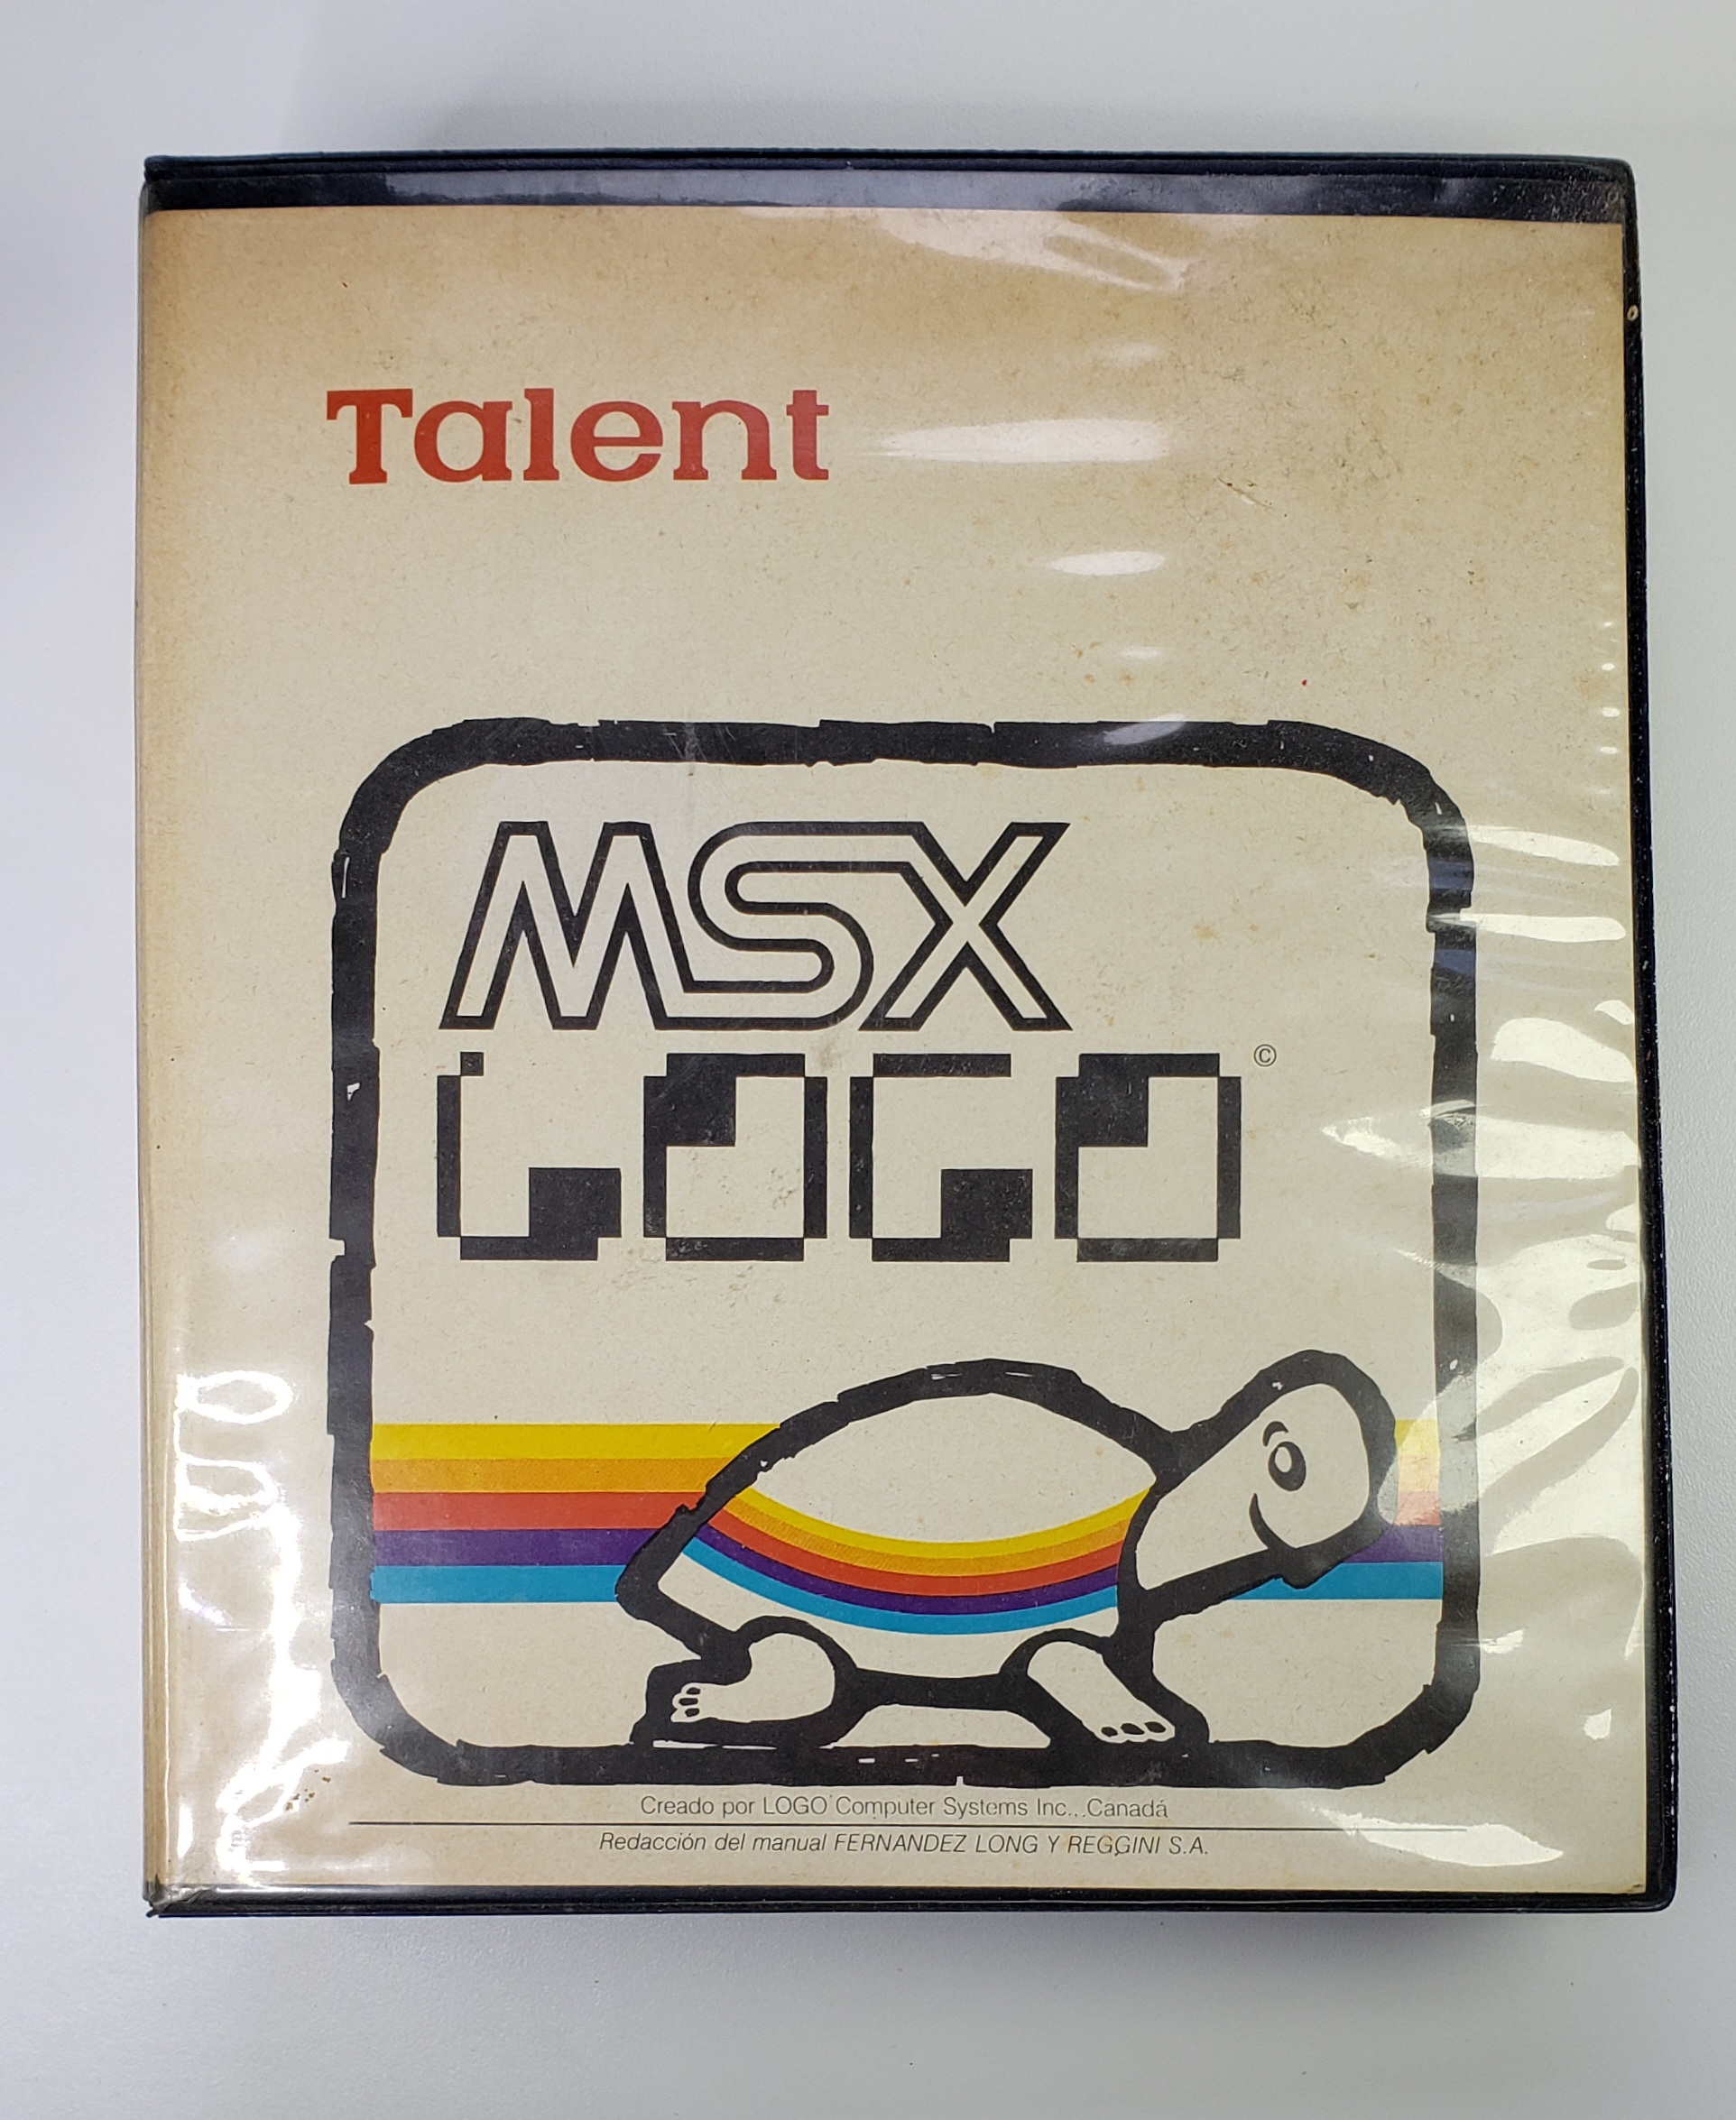 Talent
MSX
LOGO ©
Creado por LOGO Computer Systems Inc., Canadá
Redacción del manual FERNANDEZ LONG Y REGGINI S.A.